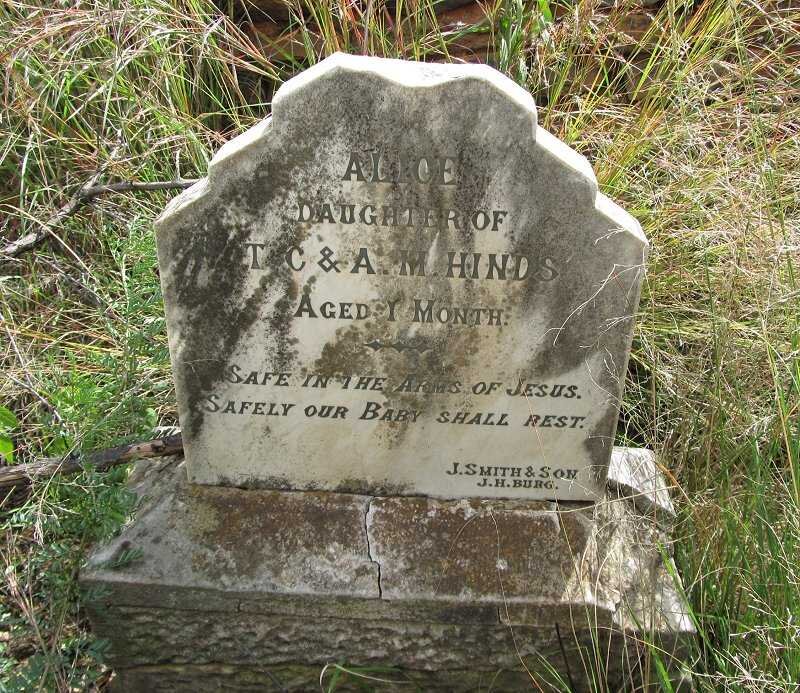 ALICE
DAUGHTER OF
T. C & A. M. HINDS
AGED 1 MONTH.
SAFE IN THE ARMS OF JESUS.
SAFELY OUR BABY SHALL REST.
J. SMITH & SON
J.H. BURG.